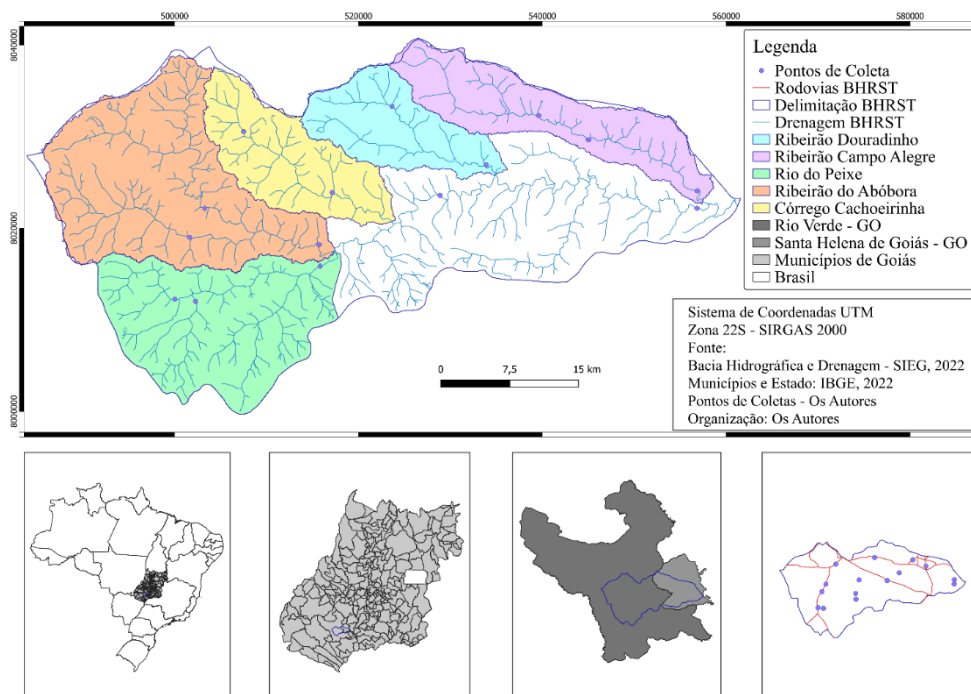 500000
520000
540000
560000
580000
8040000
8020000
8000000
Legenda
Pontos de Coleta
Rodovias BHRST
Delimitação BHRST
Drenagem BHRST
Ribeirão Douradinho
Ribeirão Campo Alegre
Rio do Peixe
Ribeirão do Abóbora
Córrego Cachoeirinha
Rio Verde - GO
Santa Helena de Goiás - GO
Municípios de Goiás
Brasil
Sistema de Coordenadas UTM
Zona 22S - SIRGAS 2000
Fonte:
Bacia Hidrográfica e Drenagem - SIEG, 2022
Municípios e Estado: IBGE, 2022
Pontos de Coletas - Os Autores
Organização: Os Autores
0 7,5 15 km